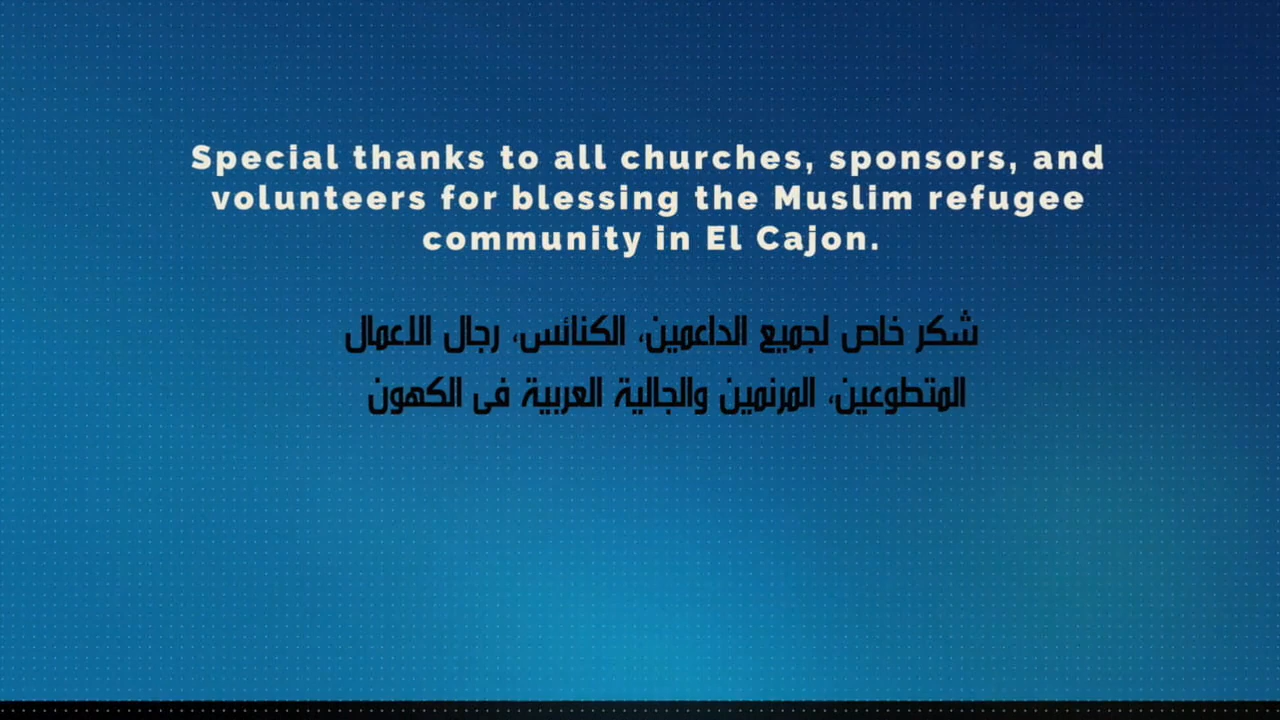 Special thanks to all churches, sponsors, and
volunteers for blessing the Muslim refugee
community in El Cajon.
شكر خاص لجميع الداعمين، الكنائس، رجال الاعمال
المتطوعين، المرنمين والجالية العربية فى الكهون